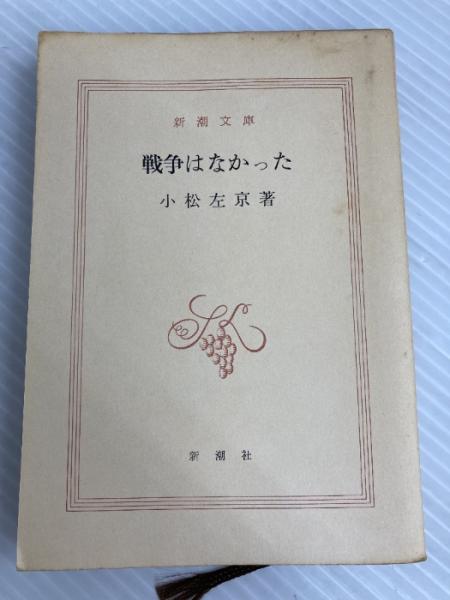 新潮文庫
戦争はなかった
小松左京著
新潮社